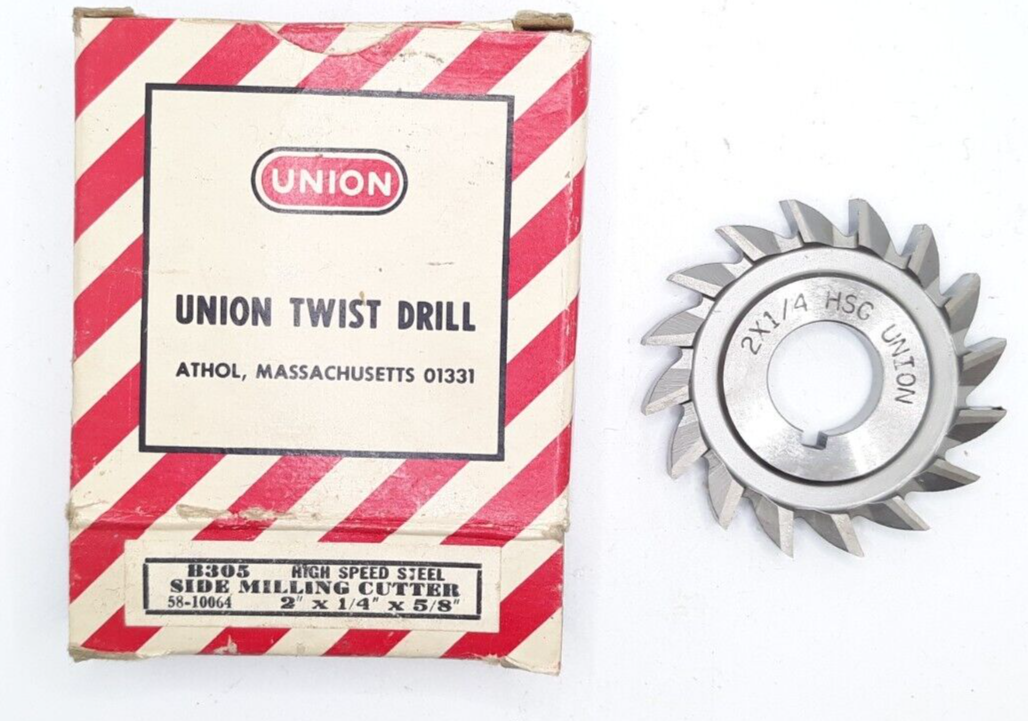 UNION
UNION TWIST DRILL
ATHOL, MASSACHUSETTS 01331
B305 HIGH SPEED STEEL
SIDE MILLING CUTTER
58-10064 2" x 1/4" x 5/8"
2X1/4 HSG UNION